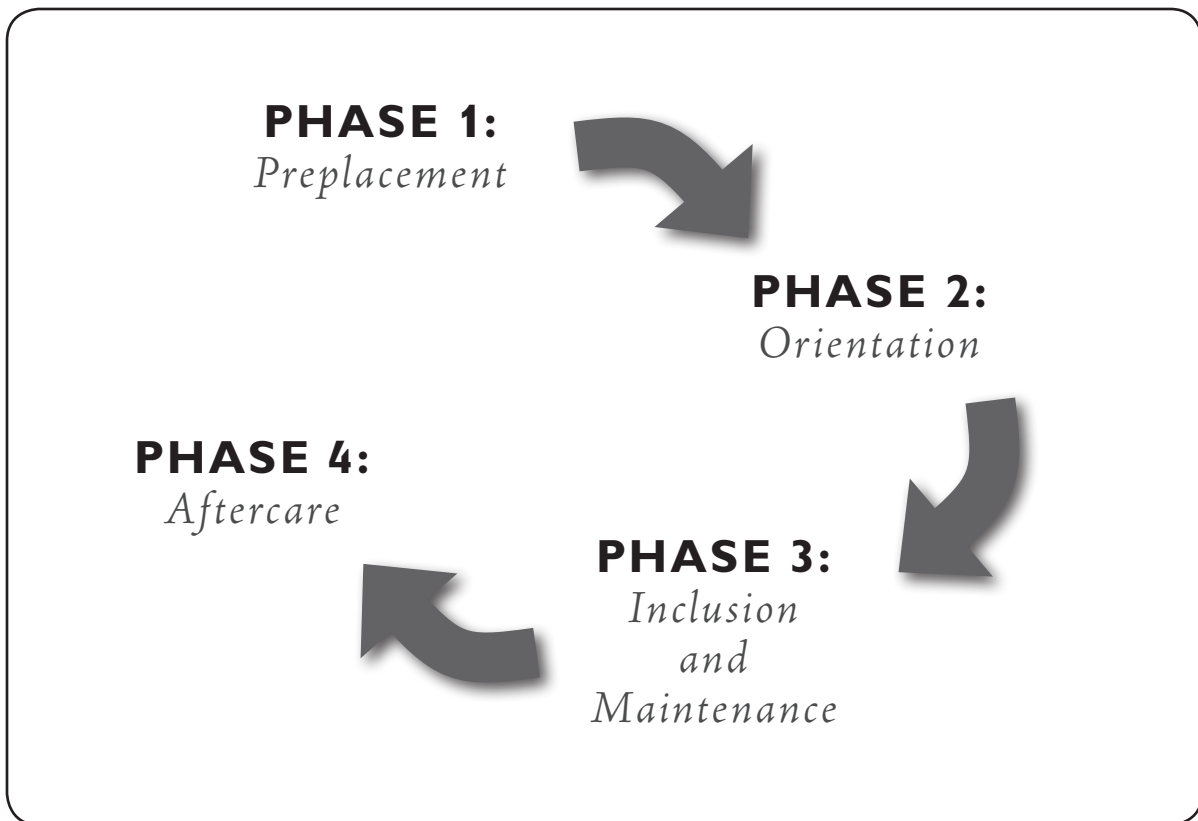 PHASE 1:
Preplacement
PHASE 2:
Orientation
PHASE 3:
Inclusion
and
Maintenance
PHASE 4:
Aftercare